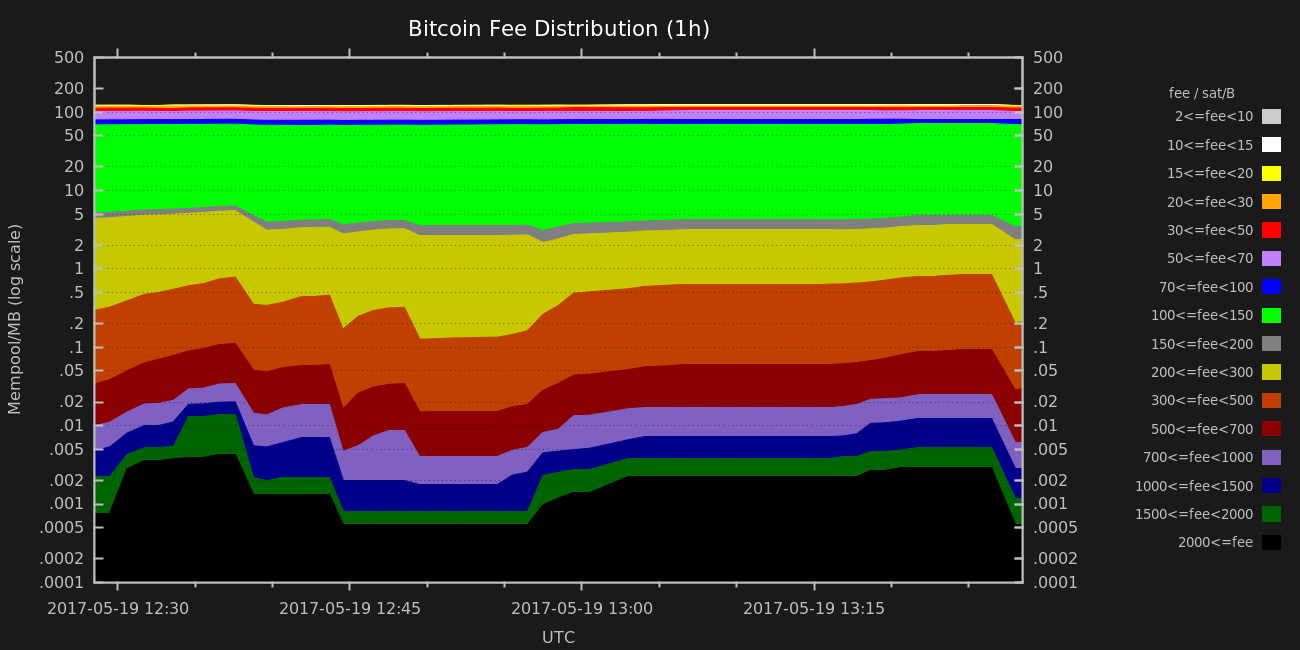 Bitcoin Fee Distribution (1h)
Mempool/MB (log scale)
500
200
100
50
20
10
5
2
1
.5
.2
.1
.05
.02
.01
.005
.002
.001
.0005
.0002
.0001
500
200
100
50
20
10
5
2
1
.5
.2
.1
.05
.02
.01
.005
.002
.001
.0005
.0002
.0001
2017-05-19 12:30 2017-05-19 12:45 2017-05-19 13:00 2017-05-19 13:15
UTC
fee / sat/B
2<=fee<10
10<=fee<15
15<=fee<20
20<=fee<30
30<=fee<50
50<=fee<70
70<=fee<100
100<=fee<150
150<=fee<200
200<=fee<300
300<=fee<500
500<=fee<700
700<=fee<1000
1000<=fee<1500
1500<=fee<2000
2000<=fee